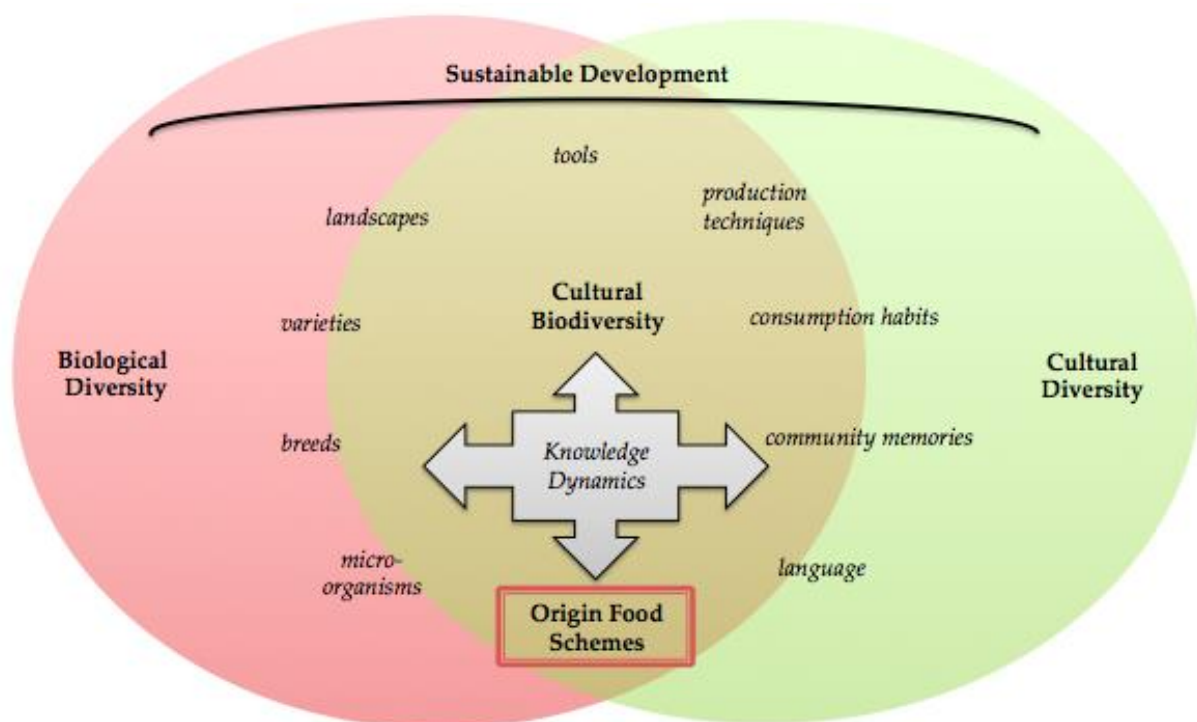 Sustainable Development
tools
production
techniques
landscapes
Cultural
Biodiversity
consumption habits
varieties
Biological
Diversity
Cultural
Diversity
breeds
Knowledge
Dynamics
community memories
micro-
organisms
language
Origin Food
Schemes